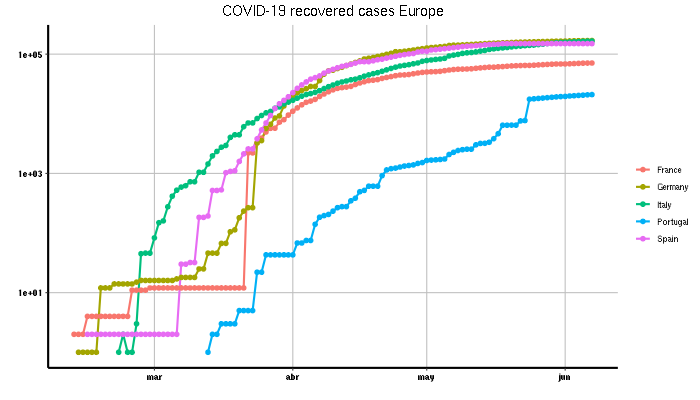 COVID-19 recovered cases Europe
1e+05
1e+03
1e+01
mar
abr
may
jun
France
Germany
Italy
Portugal
Spain